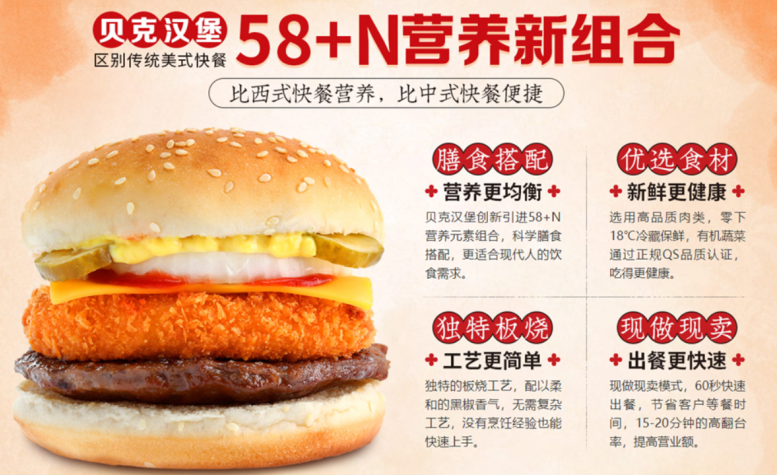 贝克汉堡
区别传统美式快餐
58+N营养新组合
比西式快餐营养，比中式快餐便捷
膳食搭配
营养更均衡
贝克汉堡创新引进58+N
营养元素组合，科学膳食
搭配，更适合现代人的饮
食需求。
优选食材
新鲜更健康
选用高品质肉类，零下
18℃冷藏保鲜，有机蔬菜
通过正规QS品质认证，
吃得更健康。
独特板烧
工艺更简单
独特的板烧工艺，配以柔
和的黑椒香气，无需复杂
工艺，没有烹饪经验也能
快速上手。
现做现卖
出餐更快速
现做现卖模式，60秒快速
出餐，节省客户等餐时
间，15-20分钟的高翻台
率，提高营业额。